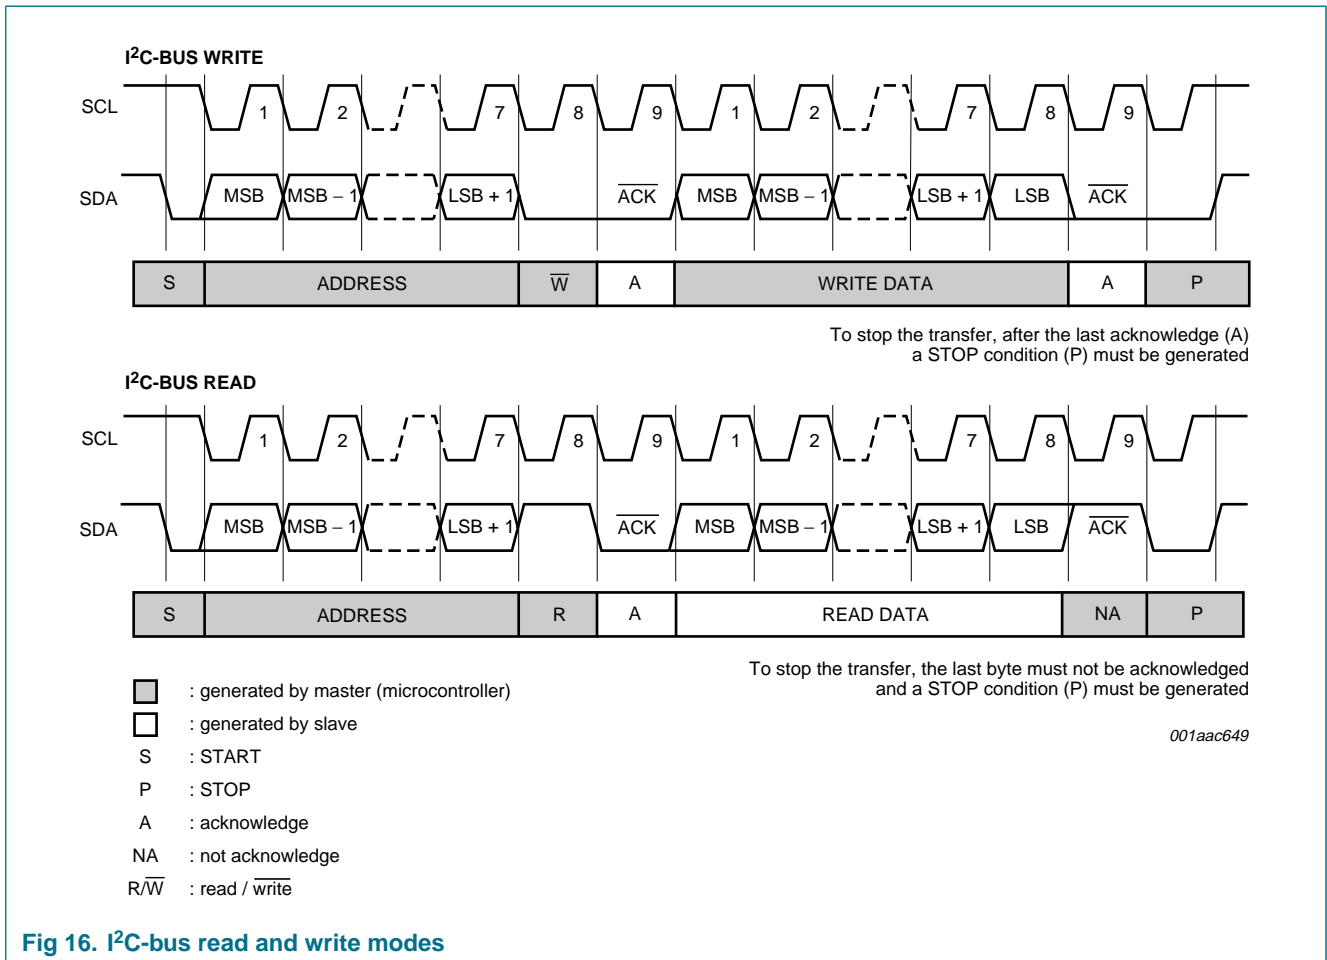 I²C-BUS WRITE
SCL 1 2 7 8 9 1 2 7 8 9
SDA MSB MSB − 1 LSB + 1 ACK MSB MSB − 1 LSB + 1 LSB ACK
S ADDRESS W A WRITE DATA A P
To stop the transfer, after the last acknowledge (A)
a STOP condition (P) must be generated
I²C-BUS READ
SCL 1 2 7 8 9 1 2 7 8 9
SDA MSB MSB − 1 LSB + 1 ACK MSB MSB − 1 LSB + 1 LSB ACK
S ADDRESS R A READ DATA NA P
To stop the transfer, the last byte must not be acknowledged
and a STOP condition (P) must be generated
: generated by master (microcontroller)
: generated by slave
001aac649
S : START
P : STOP
A : acknowledge
NA : not acknowledge
R/W : read / write
Fig 16. I²C-bus read and write modes